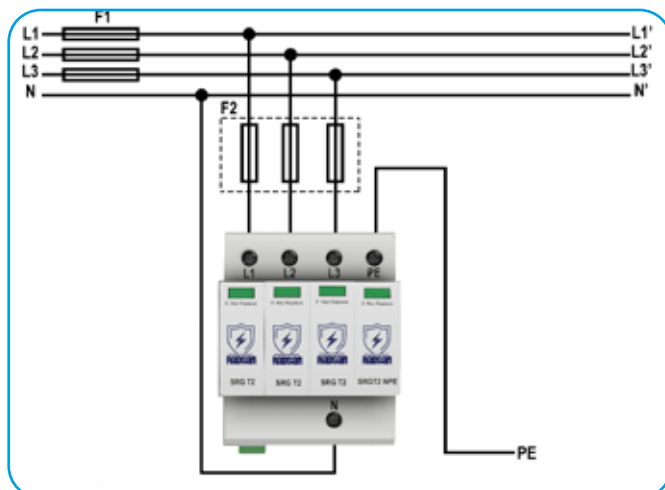 F1
L1 L1'
L2 L2'
L3 L3'
N N'
F2
L1 L2 L3 PE
SRG T2 SRG T2 SRG T2 SRGT2 NPE
N
PE